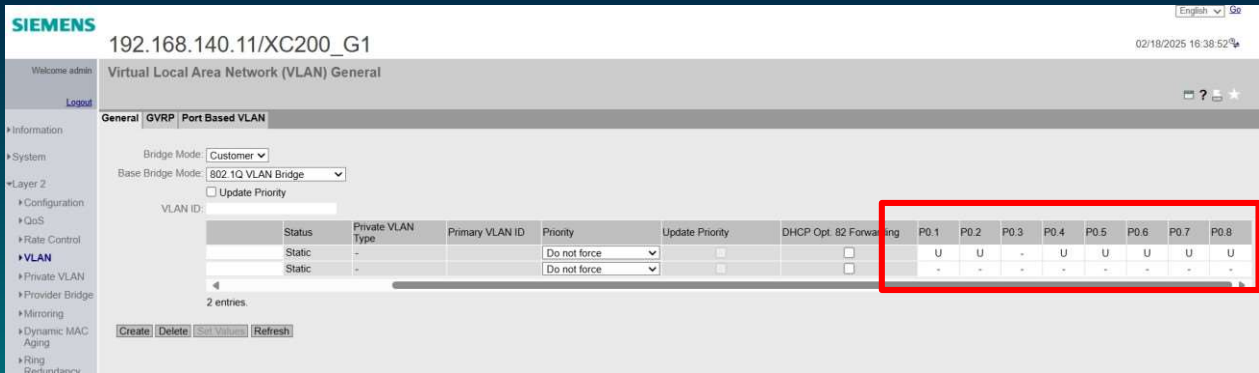 English Go
SIEMENS
192.168.140.11/XC200_G1
02/18/2025 16:38:52
Welcome admin
Virtual Local Area Network (VLAN) General
Logout
?
General GVRP Port Based VLAN
Information
Bridge Mode: Customer
System
Base Bridge Mode: 802.1Q VLAN Bridge
Layer 2
Update Priority
Configuration
VLAN ID:
QoS
Rate Control
VLAN
Private VLAN
Provider Bridge
Mirroring
Dynamic MAC
Aging
Ring
Redundancy
Status Private VLAN Type Primary VLAN ID Priority Update Priority DHCP Opt. 82 Forwarding P0.1 P0.2 P0.3 P0.4 P0.5 P0.6 P0.7 P0.8
Static - Do not force U U - U U U U U
Static - Do not force - - - - - - - -
2 entries.
Create Delete Set Values Refresh